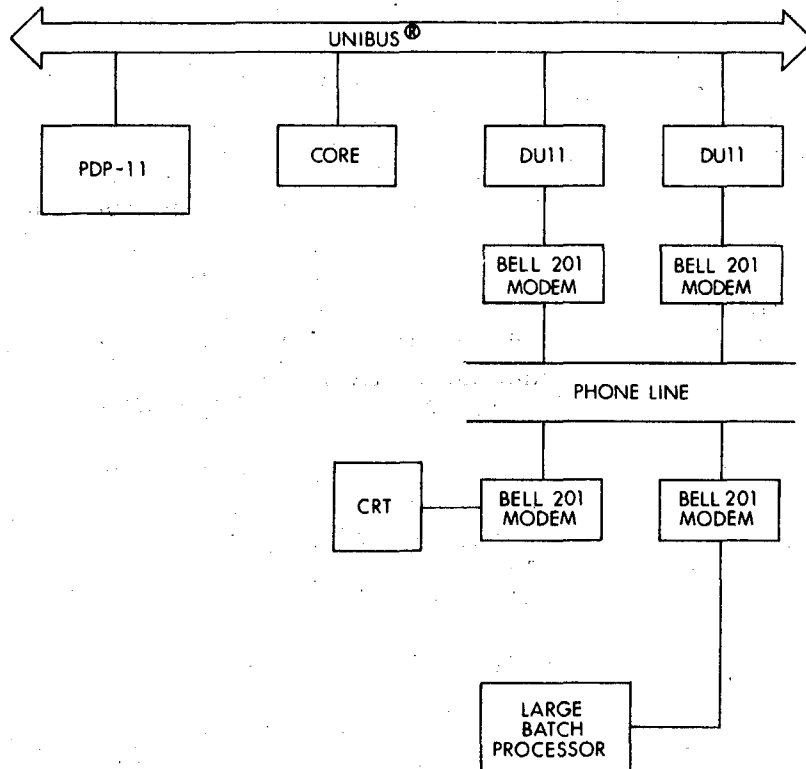 UNIBUS®
PDP-11
CORE
DU11
DU11
BELL 201
MODEM
BELL 201
MODEM
PHONE LINE
CRT
BELL 201
MODEM
BELL 201
MODEM
LARGE
BATCH
PROCESSOR